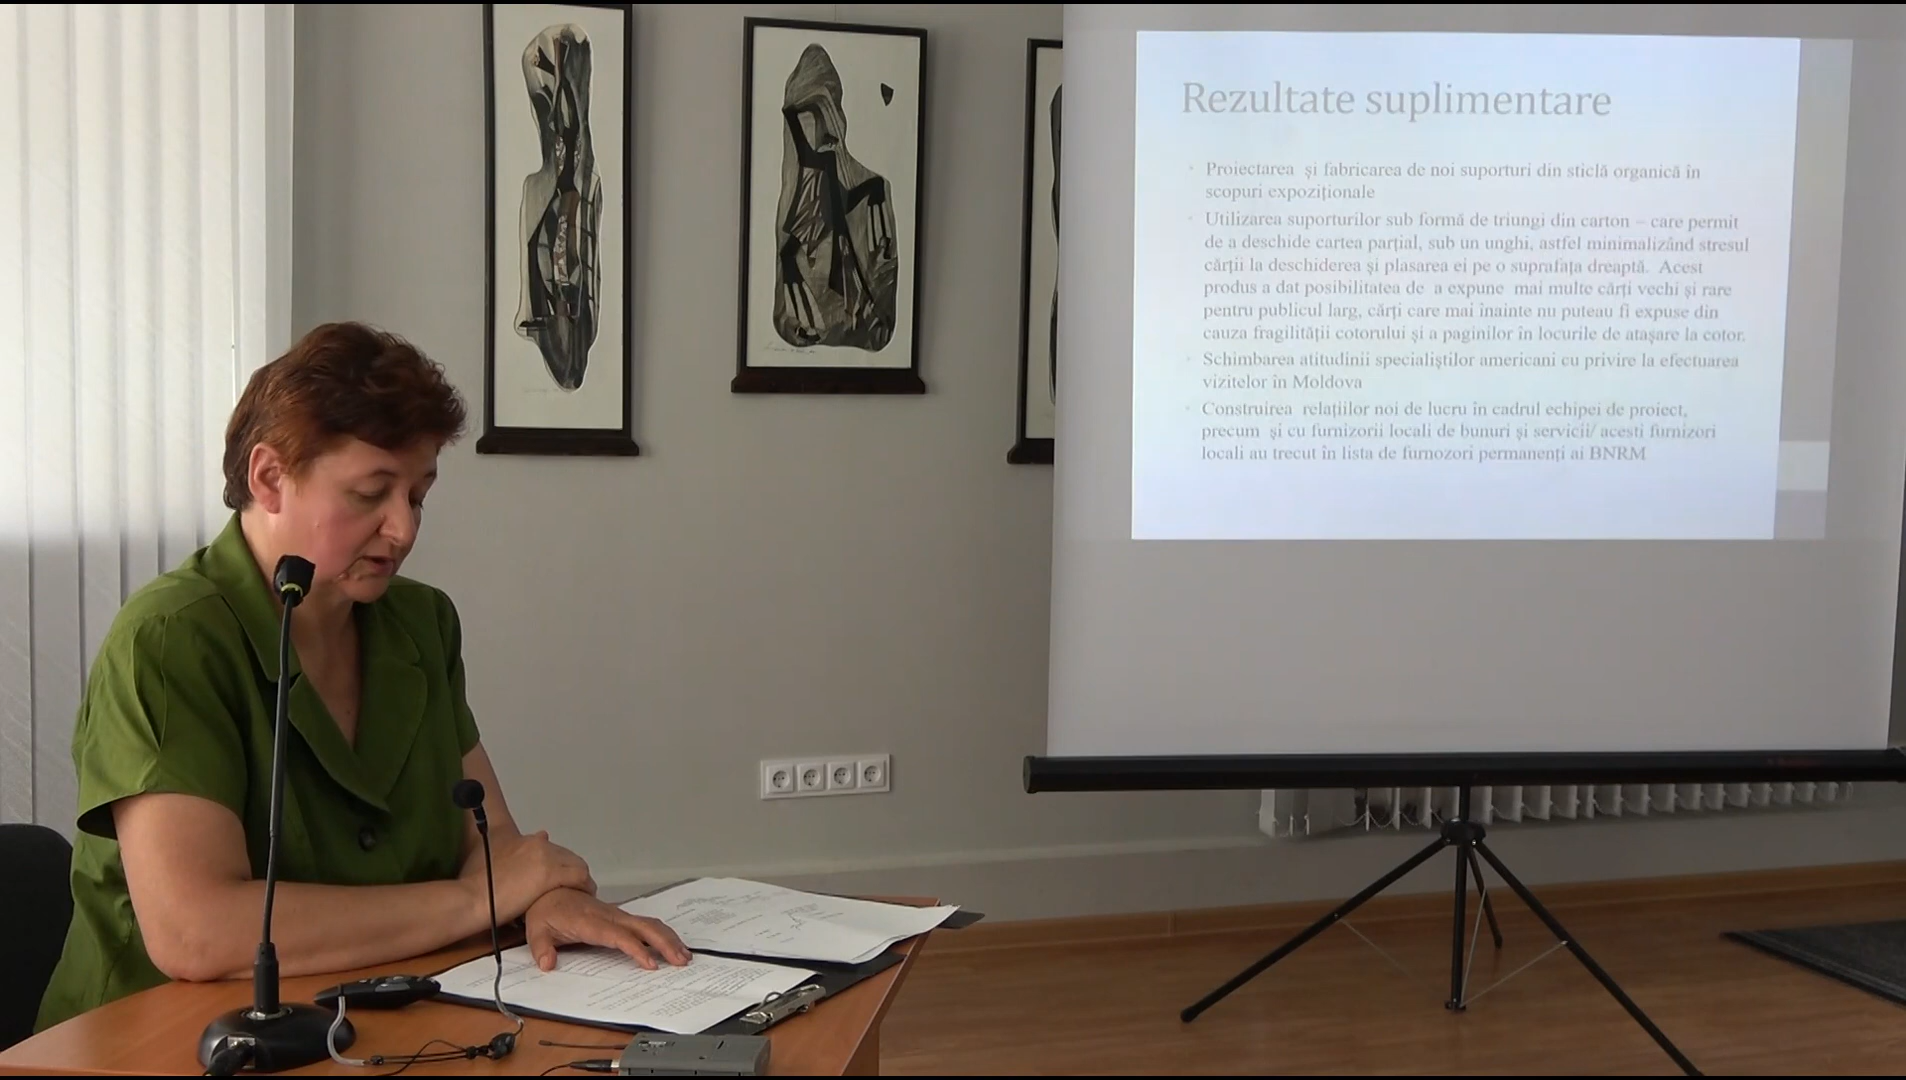 Rezultate suplimentare
Proiectarea și fabricarea de noi suporturi din sticlă organică în
scopuri expoziționale
Utilizarea suporturilor sub formă de triungi din carton – care permit
de a deschide cartea parțial, sub un unghi, astfel minimalizând stresul
cărții la deschiderea și plasarea ei pe o suprafața dreaptă. Acest
produs a dat posibilitatea de a expune mai multe cărți vechi și rare
pentru publicul larg, cărți care mai înainte nu puteau fi expuse din
cauza fragilității cotorului și a paginilor în locurile de atașare la cotor.
Schimbarea atitudinii specialiștilor americani cu privire la efectuarea
vizitelor în Moldova
Construirea relațiilor noi de lucru în cadrul echipei de proiect,
precum și cu furnizorii locali de bunuri și servicii/ acesti furnizori
locali au trecut în lista de furnozori permanenți ai BNRM